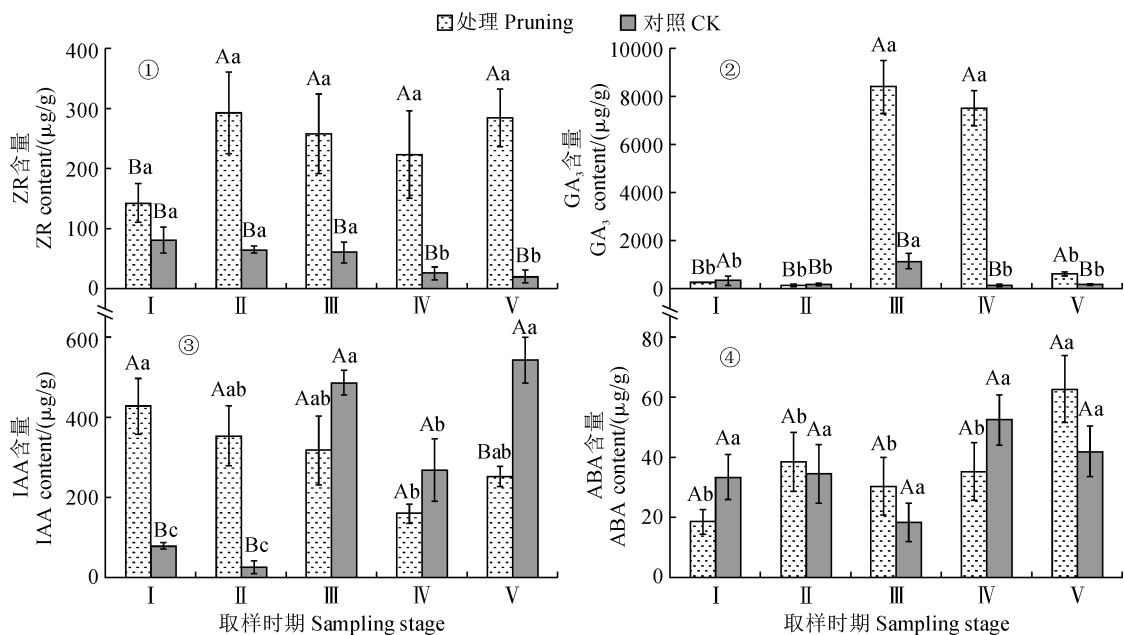 处理 Pruning 对照 CK
①
ZR含量
ZR content/(μg/g)
400
300
200
100
0
Ba Ba Aa Ba Aa Ba Aa Bb Aa Bb
I II III IV V
②
GA₃含量
GA₃ content/(μg/g)
10000
8000
6000
4000
2000
0
Bb Ab Bb Bb Aa Ba Aa Bb Ab Bb
I II III IV V
③
IAA含量
IAA content/(μg/g)
600
400
200
0
Aa Bc Aab Bc Aab Aa Ab Ab Bab Aa
I II III IV V
取样时期 Sampling stage
④
ABA含量
ABA content/(μg/g)
80
60
40
20
0
Ab Aa Ab Aa Ab Aa Ab Aa Aa Aa
I II III IV V
取样时期 Sampling stage